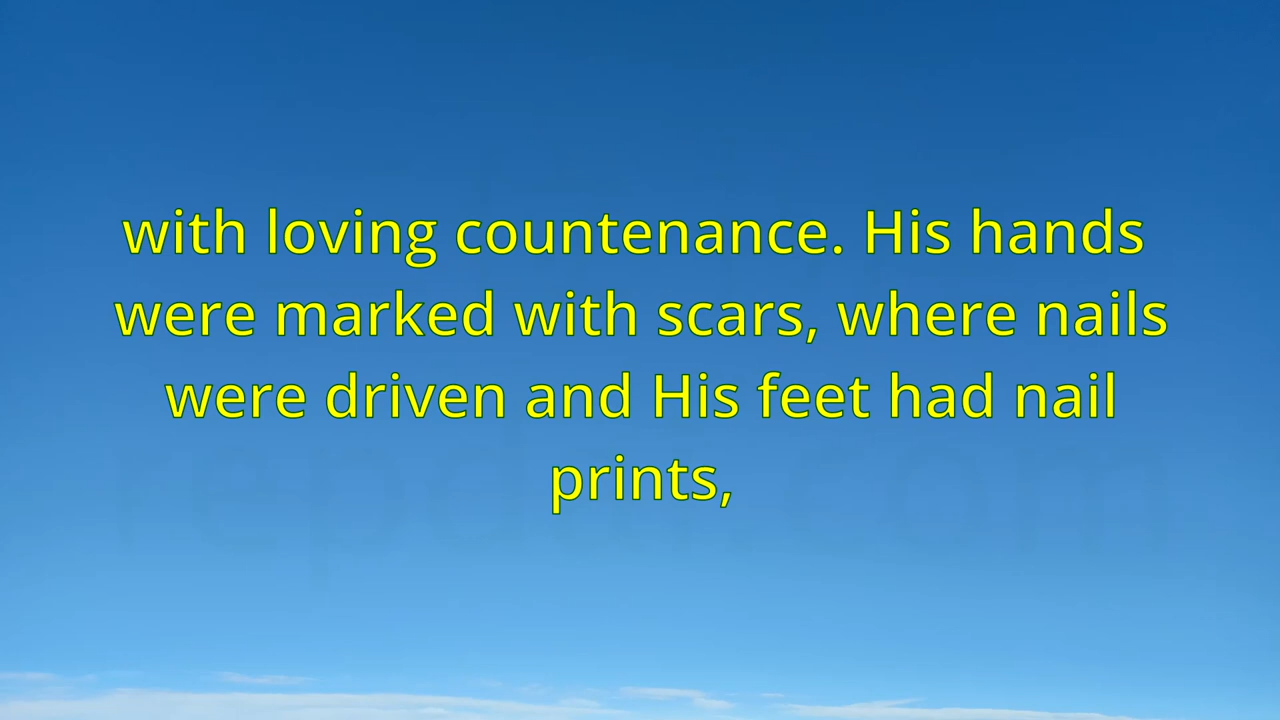 with loving countenance. His hands
were marked with scars, where nails
were driven and His feet had nail
prints,